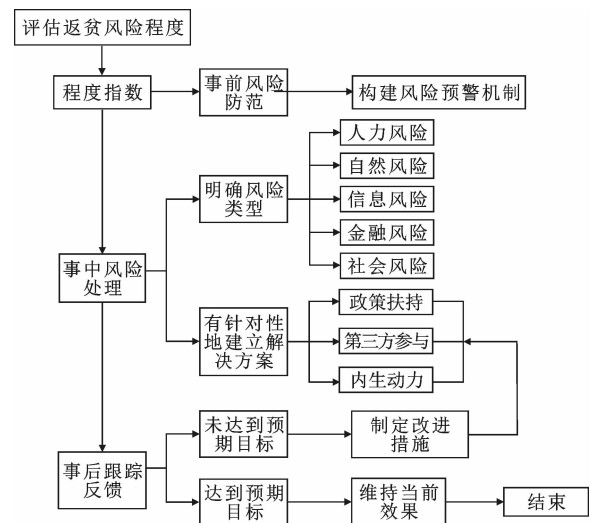 评估返贫风险程度
程度指数
事前风险
防范
构建风险预警机制
人力风险
自然风险
明确风险
类型
信息风险
金融风险
社会风险
事中风险
处理
政策扶持
有针对性
地建立解
决方案
第三方参与
内生动力
未达到预
期目标
制定改进
措施
事后跟踪
反馈
达到预期
目标
维持当前
效果
结束